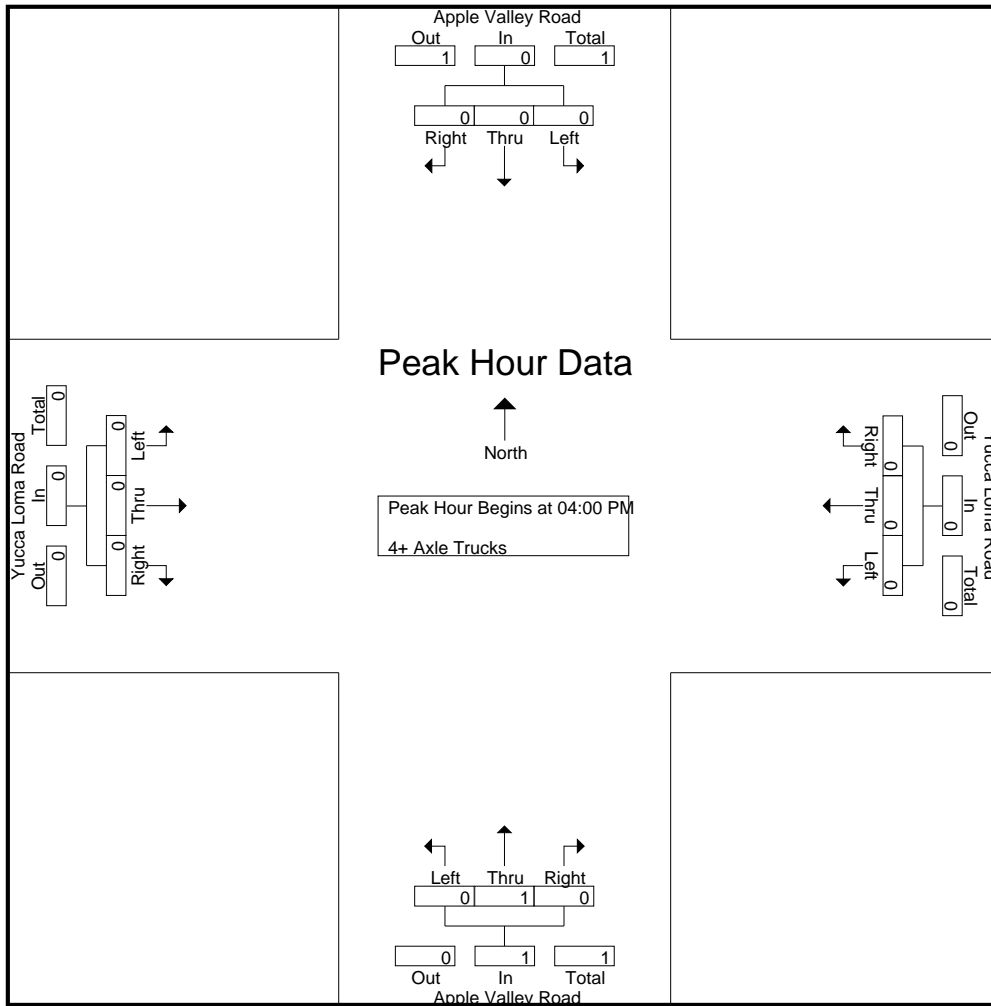 Apple Valley Road
Out In Total
1 0 1
0 0 0
Right Thru Left
Peak Hour Data
North
Peak Hour Begins at 04:00 PM
4+ Axle Trucks
Yucca Loma Road
Out In Total
0 0 0
0 0 0
Left Thru Right
Yucca Loma Road
Out In Total
0 0 0
0 0 0
Right Thru Left
Left Thru Right
0 1 0
0 1 1
Out In Total
Apple Valley Road